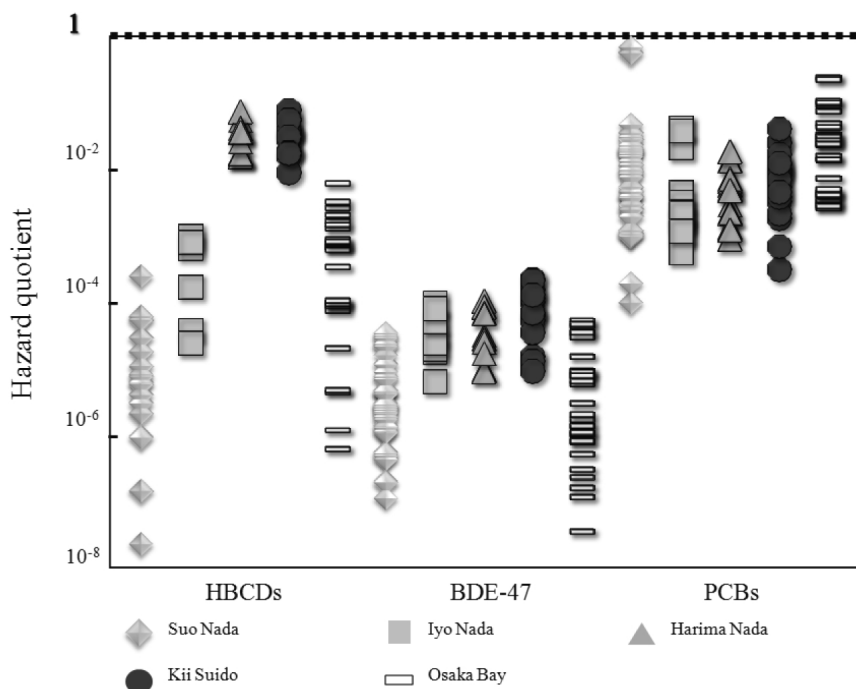 1
10-2
10-4
10-6
10-8
Hazard quotient
HBCDs BDE-47 PCBs
Suo Nada Iyo Nada Harima Nada
Kii Suido Osaka Bay